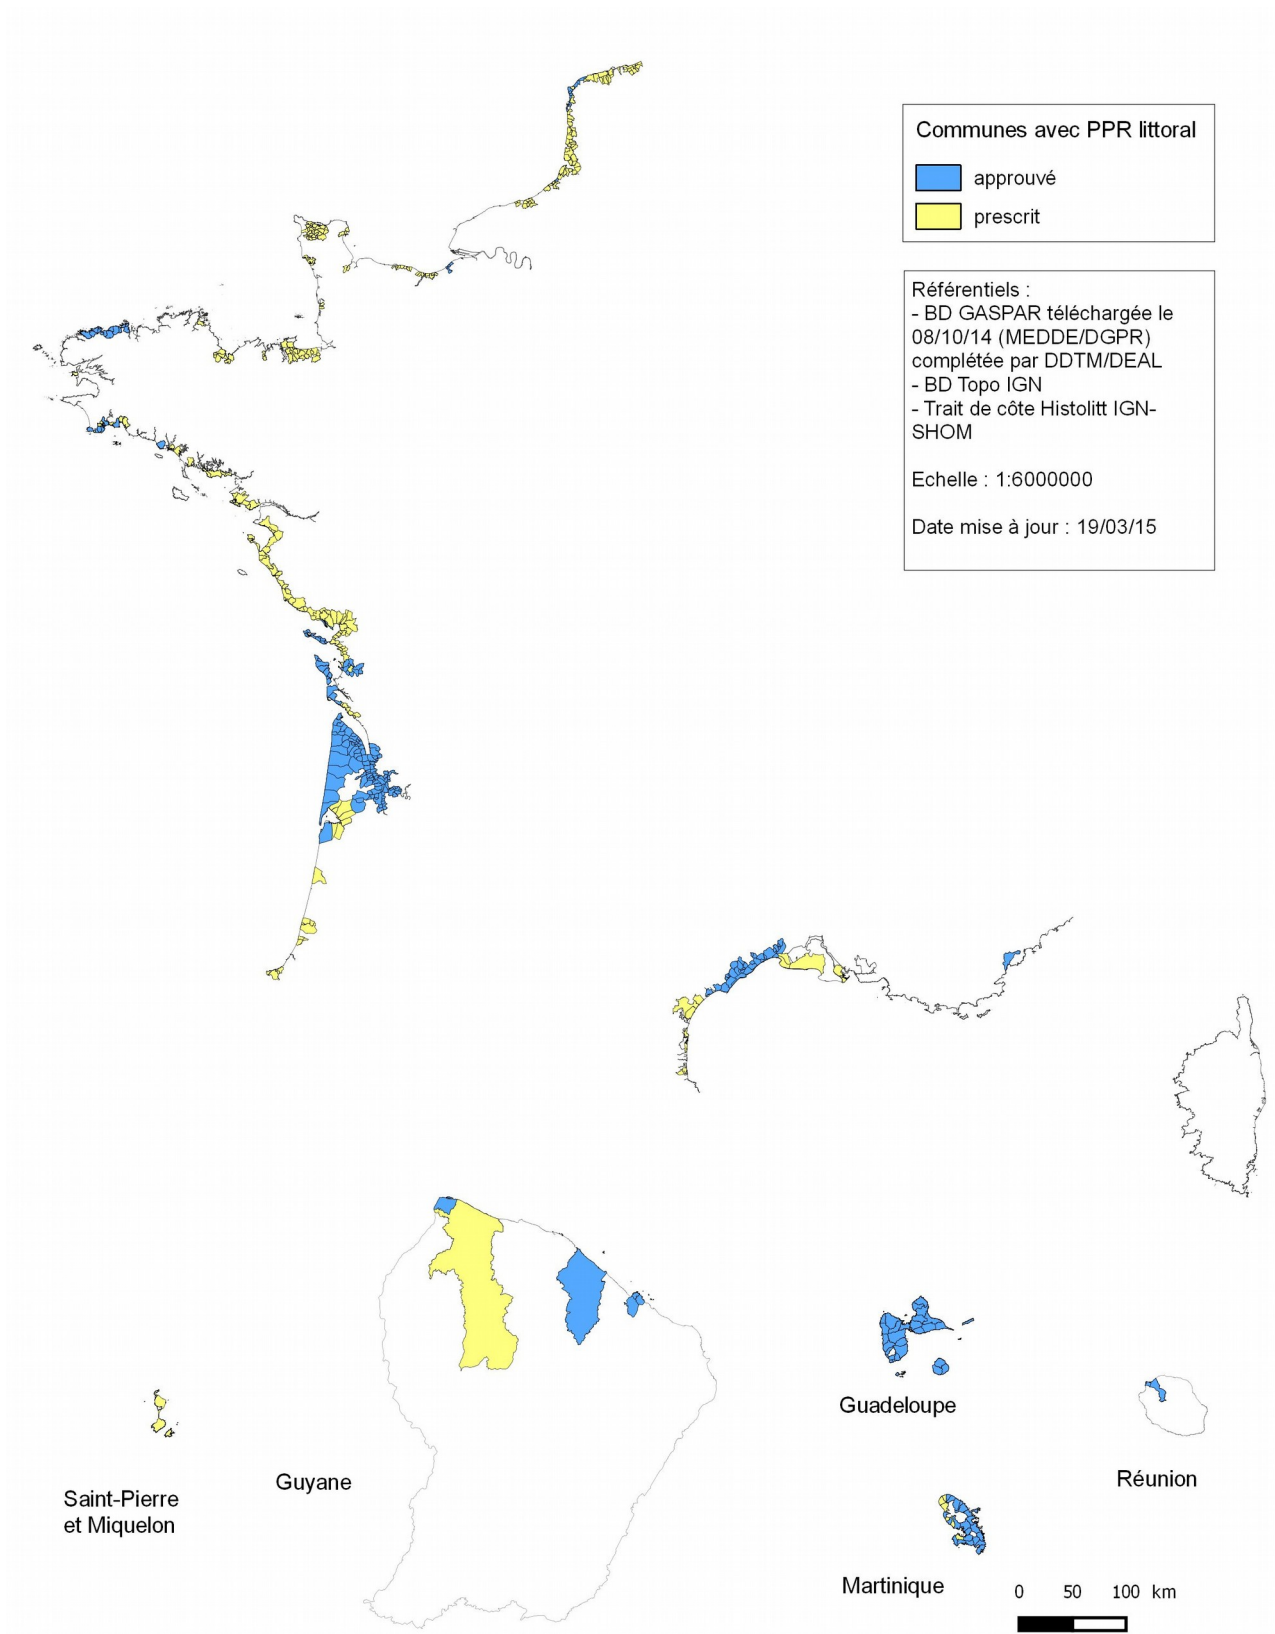 Communes avec PPR littoral
approuvé
prescrit
Référentiels :
- BD GASPAR téléchargée le
08/10/14 (MEDDE/DGPR)
complétée par DDTM/DEAL
- BD Topo IGN
- Trait de côte Histolitt IGN-
SHOM
Echelle : 1:6000000
Date mise à jour : 19/03/15
Guadeloupe
Réunion
Guyane
Saint-Pierre
et Miquelon
Martinique
0 50 100 km